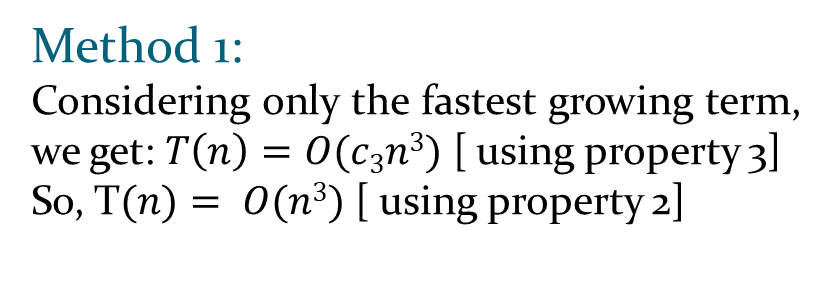 Method 1:
Considering only the fastest growing term,
we get: T(n) = O(c₃n³) [ using property 3]
So, T(n) = O(n³) [ using property 2]